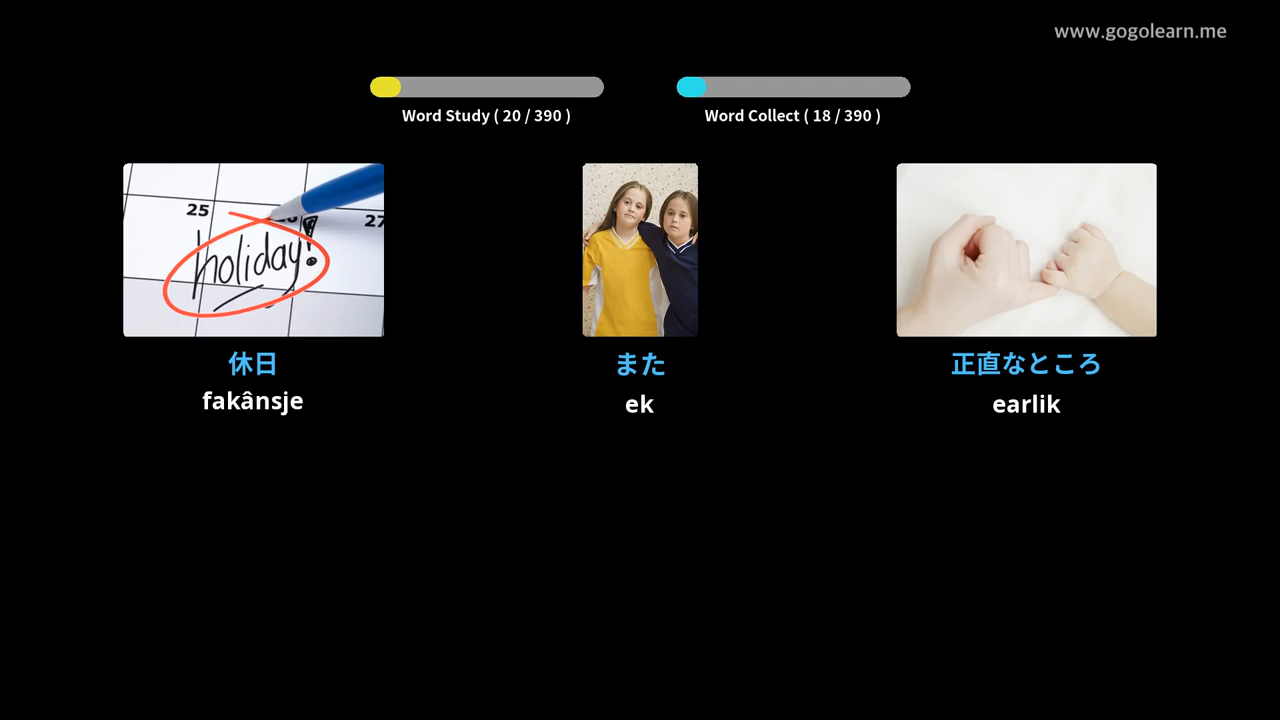 www.gogolearn.me
Word Study ( 20 / 390 )
Word Collect ( 18 / 390 )
25
27
holiday!
休日
また
正直なところ
fakânsje
ek
earlik